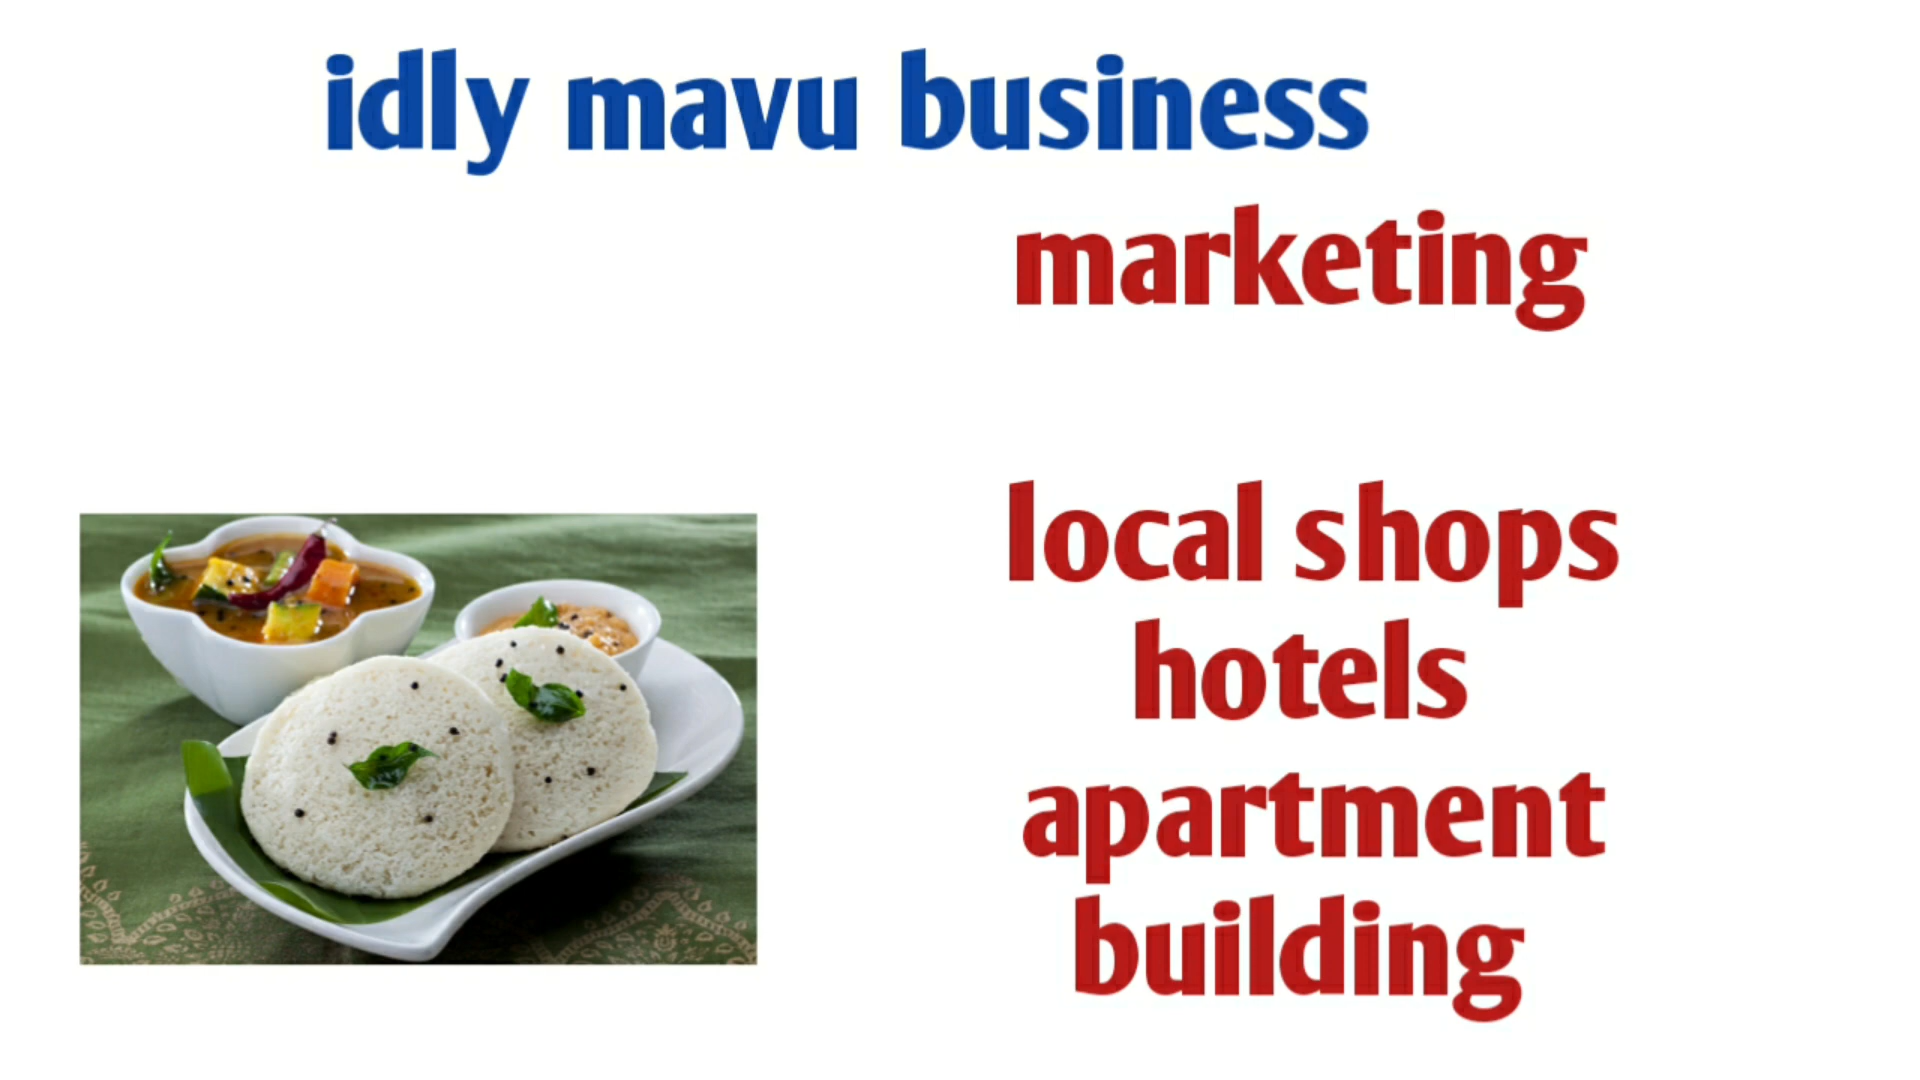 idly mavu business
marketing
local shops
hotels
apartment
building